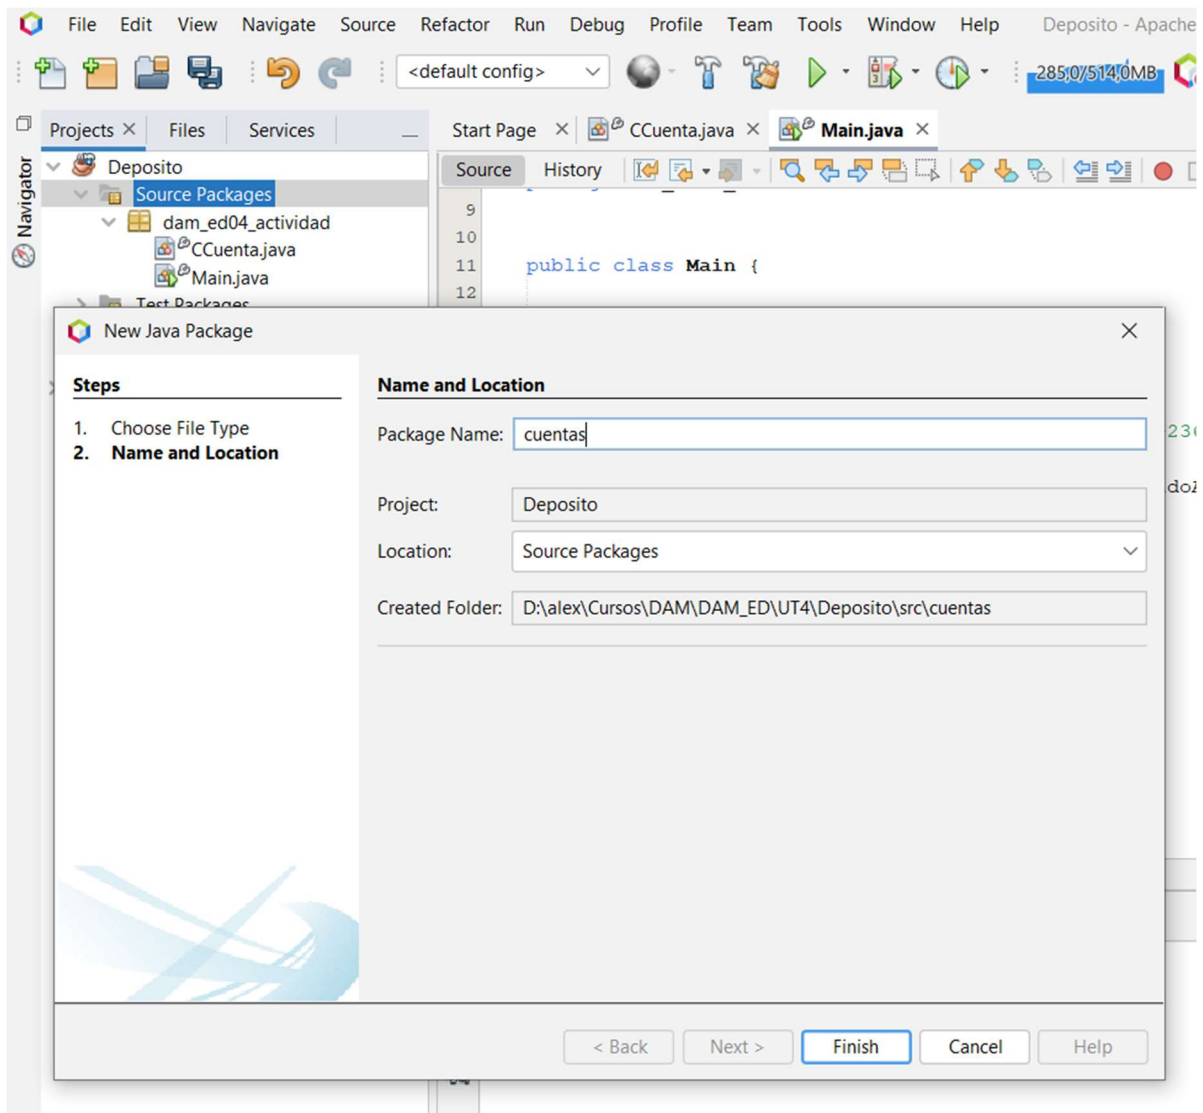 File Edit View Navigate Source Refactor Run Debug Profile Team Tools Window Help Deposito - Apache
<default config> 285,0/514,0MB
Projects Files Services Start Page CCuenta.java Main.java
Navigator
Deposito
Source History
Source Packages
9
dam_ed04_actividad
10
CCuenta.java
11 public class Main {
Main.java
12
Test Packages
New Java Package
Steps
Name and Location
1. Choose File Type
2. Name and Location
Package Name: cuentas
Project: Deposito
Location: Source Packages
Created Folder: D:\alex\Cursos\DAM\DAM_ED\UT4\Deposito\src\cuentas
< Back Next > Finish Cancel Help